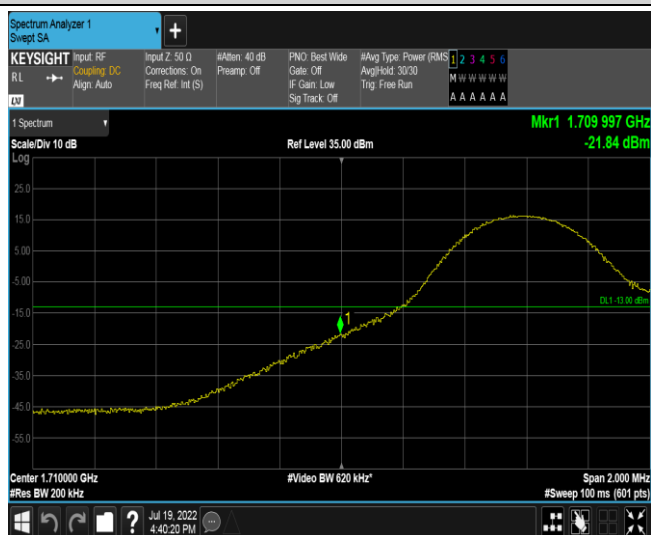 Spectrum Analyzer 1
Swept SA
+
KEYSIGHT Input: RF Input Z: 50 Ω #Atten: 40 dB PNO: Best Wide #Avg Type: Power (RMS 1 2 3 4 5 6
RL Coupling: DC Corrections: On Preamp: Off Gate: Off Avg|Hold: 30/30 M W W W W W
Align: Auto Freq Ref: Int (S) IF Gain: Low Trig: Free Run
Sig Track: Off A A A A A A
1 Spectrum Mkr1 1.709 997 GHz
Scale/Div 10 dB Ref Level 35.00 dBm -21.84 dBm
Log
25.0
15.0
5.00
-5.00
DL1 -13.00 dBm
-15.0
1
-25.0
-35.0
-45.0
-55.0
Center 1.710000 GHz #Video BW 620 kHz* Span 2.000 MHz
#Res BW 200 kHz #Sweep 100 ms (601 pts)
? Jul 19, 2022
4:40:20 PM